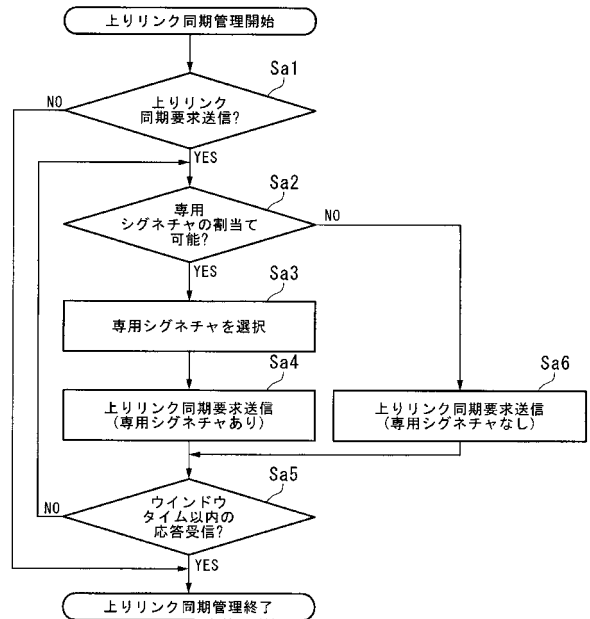 上りリンク同期管理開始
Sa1
NO
上りリンク
同期要求送信?
YES
Sa2
専用
シグネチャの割当て
可能?
NO
YES
Sa3
専用シグネチャを選択
Sa4
上りリンク同期要求送信
(専用シグネチャあり)
Sa6
上りリンク同期要求送信
(専用シグネチャなし)
Sa5
NO
ウインドウ
タイム以内の
応答受信?
YES
上りリンク同期管理終了